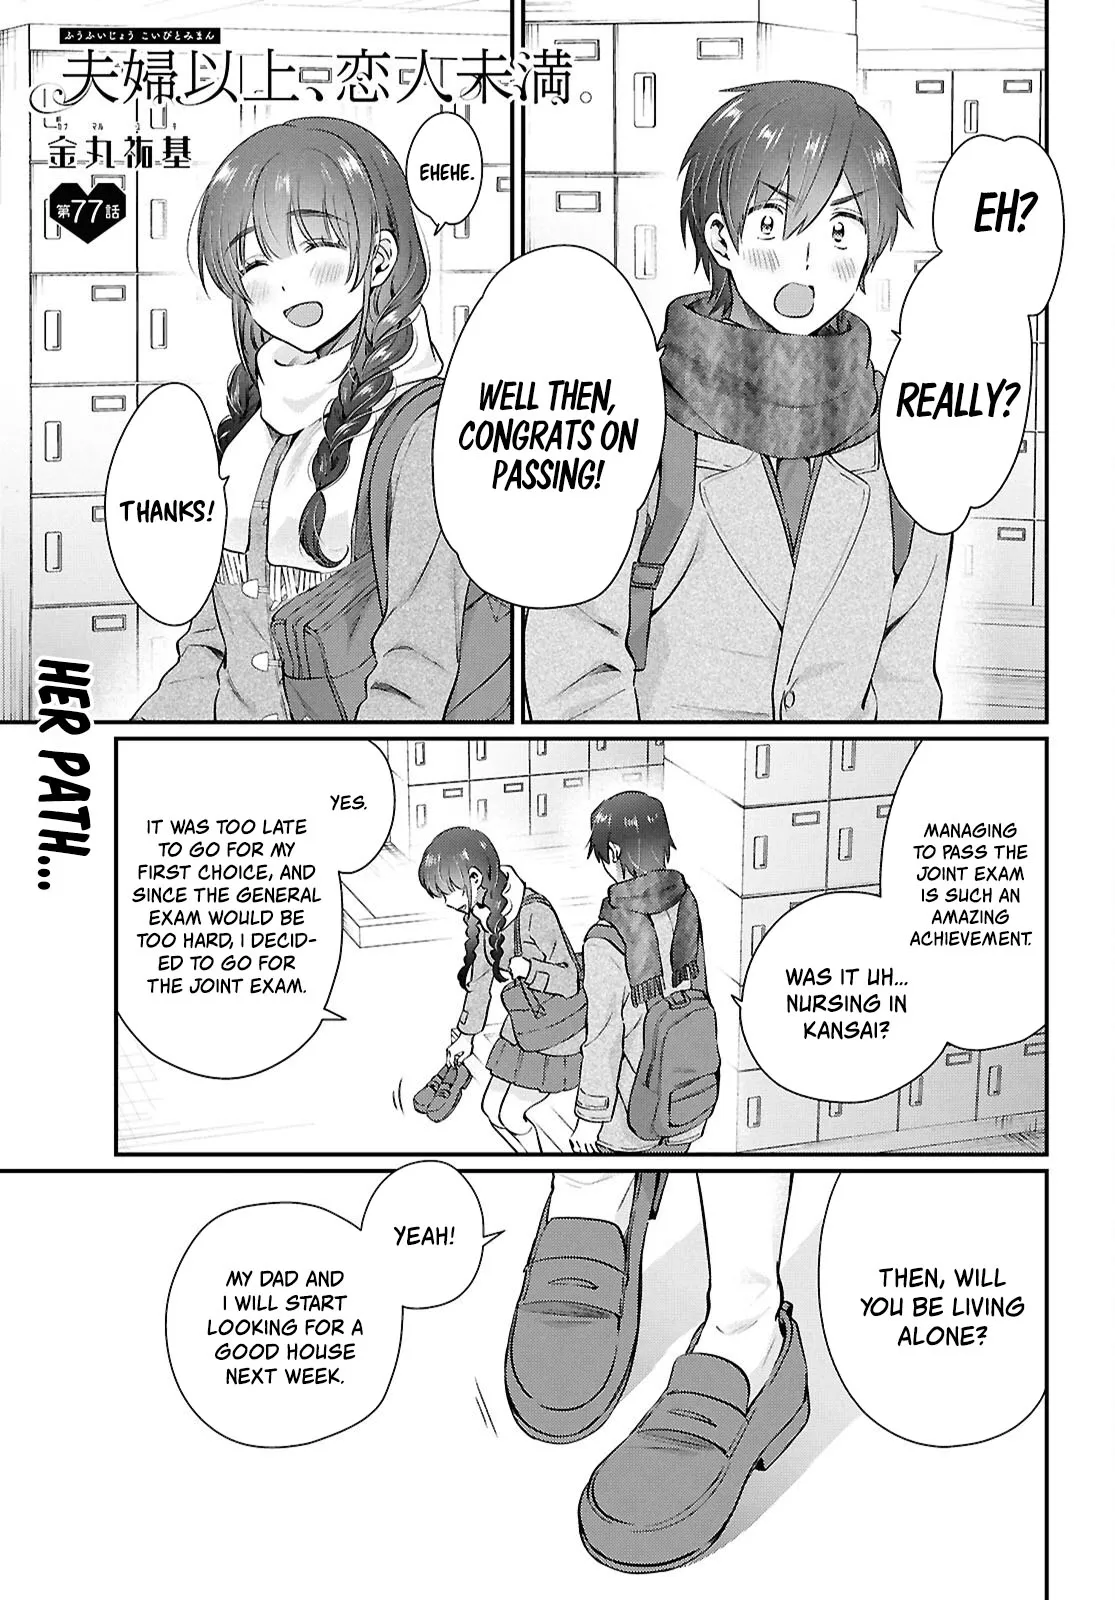 ふうふいじょう こいびとみまん
夫婦以上、恋人未満。
金丸祐基
第77話
EH?
REALLY?
WELL THEN,
CONGRATS ON
PASSING!
EHEHE.
THANKS!
HER PATH...
MANAGING
TO PASS THE
JOINT EXAM
IS SUCH AN
AMAZING
ACHIEVEMENT.
WAS IT UH...
NURSING IN
KANSAI?
YES.
IT WAS TOO LATE
TO GO FOR MY
FIRST CHOICE, AND
SINCE THE GENERAL
EXAM WOULD BE
TOO HARD, I DECID-
ED TO GO FOR
THE JOINT EXAM.
THEN, WILL
YOU BE LIVING
ALONE?
YEAH!
MY DAD AND
I WILL START
LOOKING FOR A
GOOD HOUSE
NEXT WEEK.